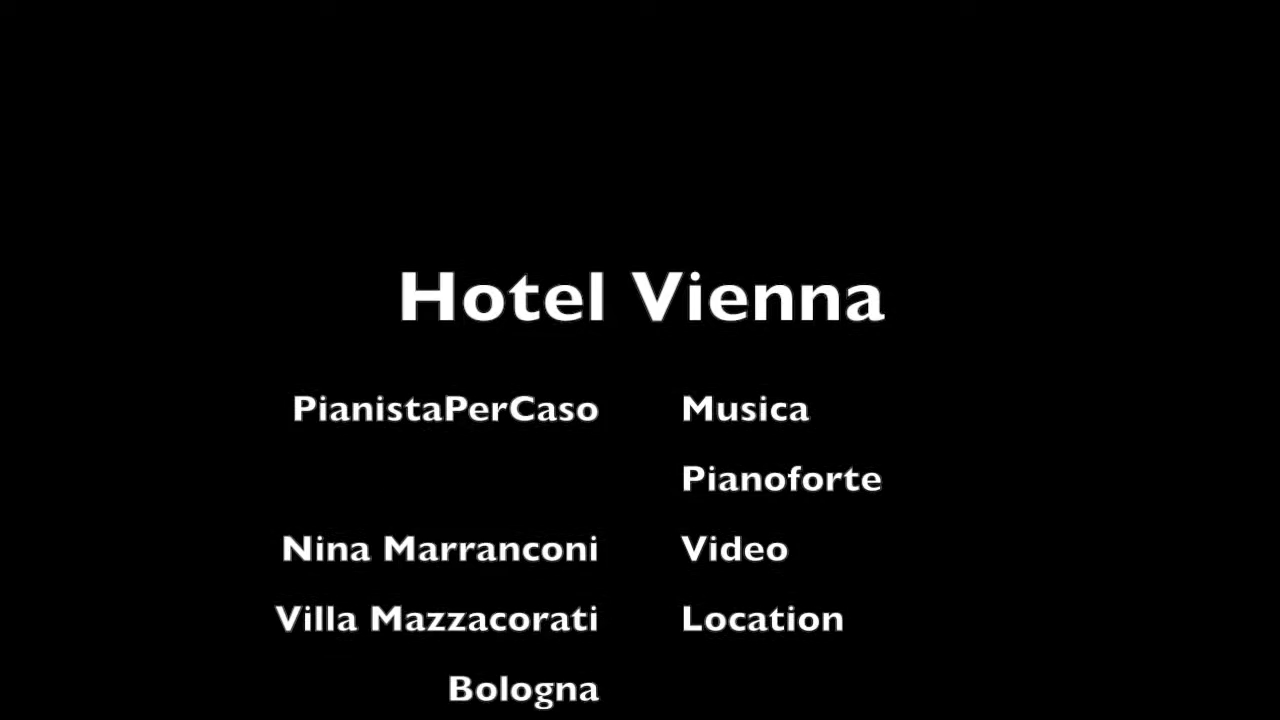 Hotel Vienna
PianistaPerCaso Musica
Pianoforte
Nina Marranconi Video
Villa Mazzacorati Location
Bologna